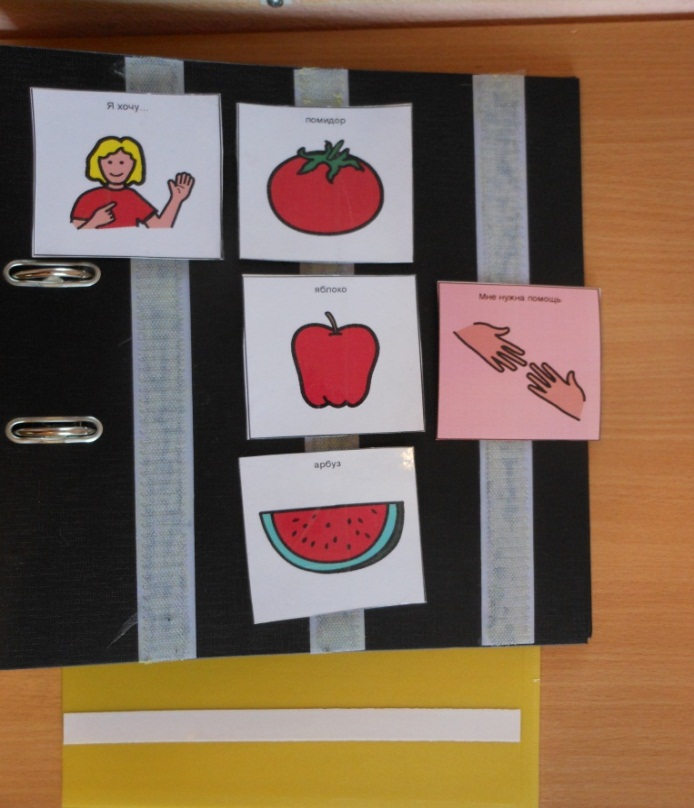 Я хочу...
помидор
яблоко
Мне нужна помощь
арбуз